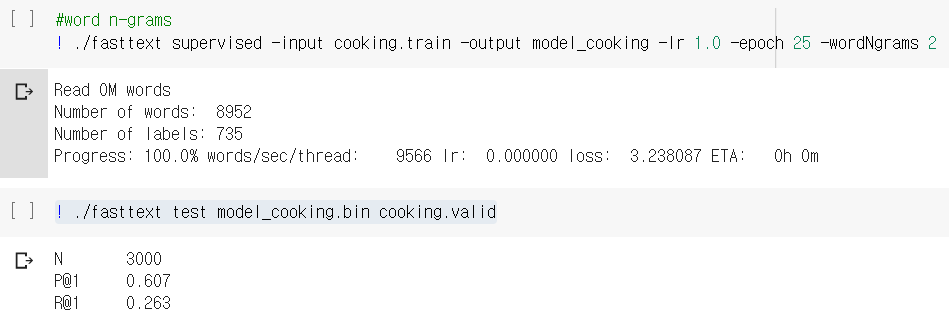 [ ] #word n-grams
! ./fasttext supervised -input cooking.train -output model_cooking -lr 1.0 -epoch 25 -wordNgrams 2
Read 0M words
Number of words:  8952
Number of labels: 735
Progress: 100.0% words/sec/thread:    9566 lr:  0.000000 loss:  3.238087 ETA:   0h 0m
[ ] ! ./fasttext test model_cooking.bin cooking.valid
N       3000
P@1     0.607
R@1     0.263